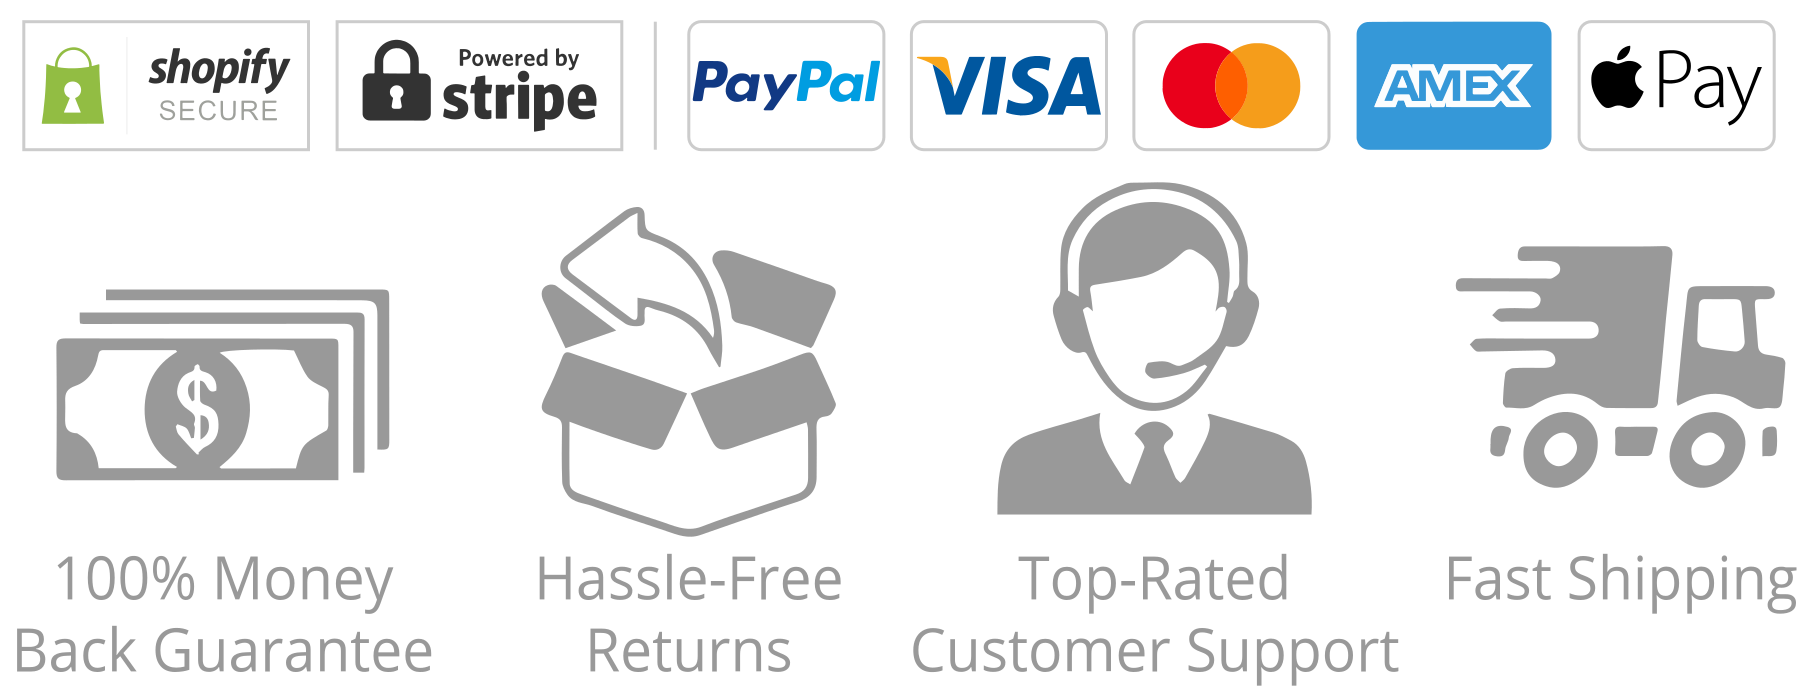 shopify
SECURE
Powered by
stripe
PayPal
VISA
AMEX
Pay
$
100% Money
Back Guarantee
Hassle-Free
Returns
Top-Rated
Customer Support
Fast Shipping